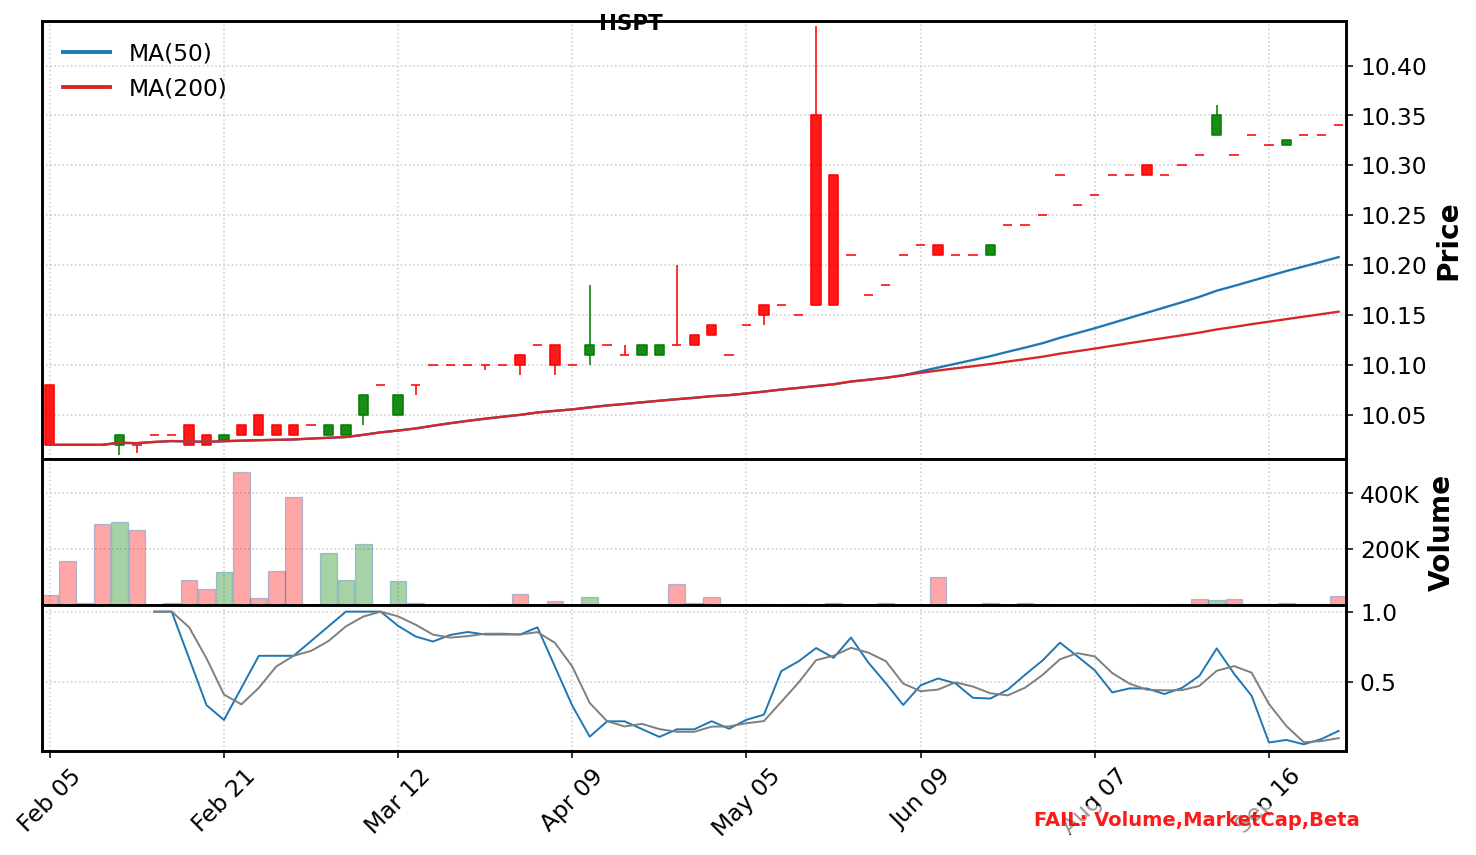 HSPT
MA(50)
MA(200)
10.40
10.35
10.30
10.25
10.20
10.15
10.10
10.05
Price
400K
200K
Volume
1.0
0.5
Feb 05
Feb 21
Mar 12
Apr 09
May 05
Jun 09
Aug 07
Sep 16
FAIL: Volume,MarketCap,Beta